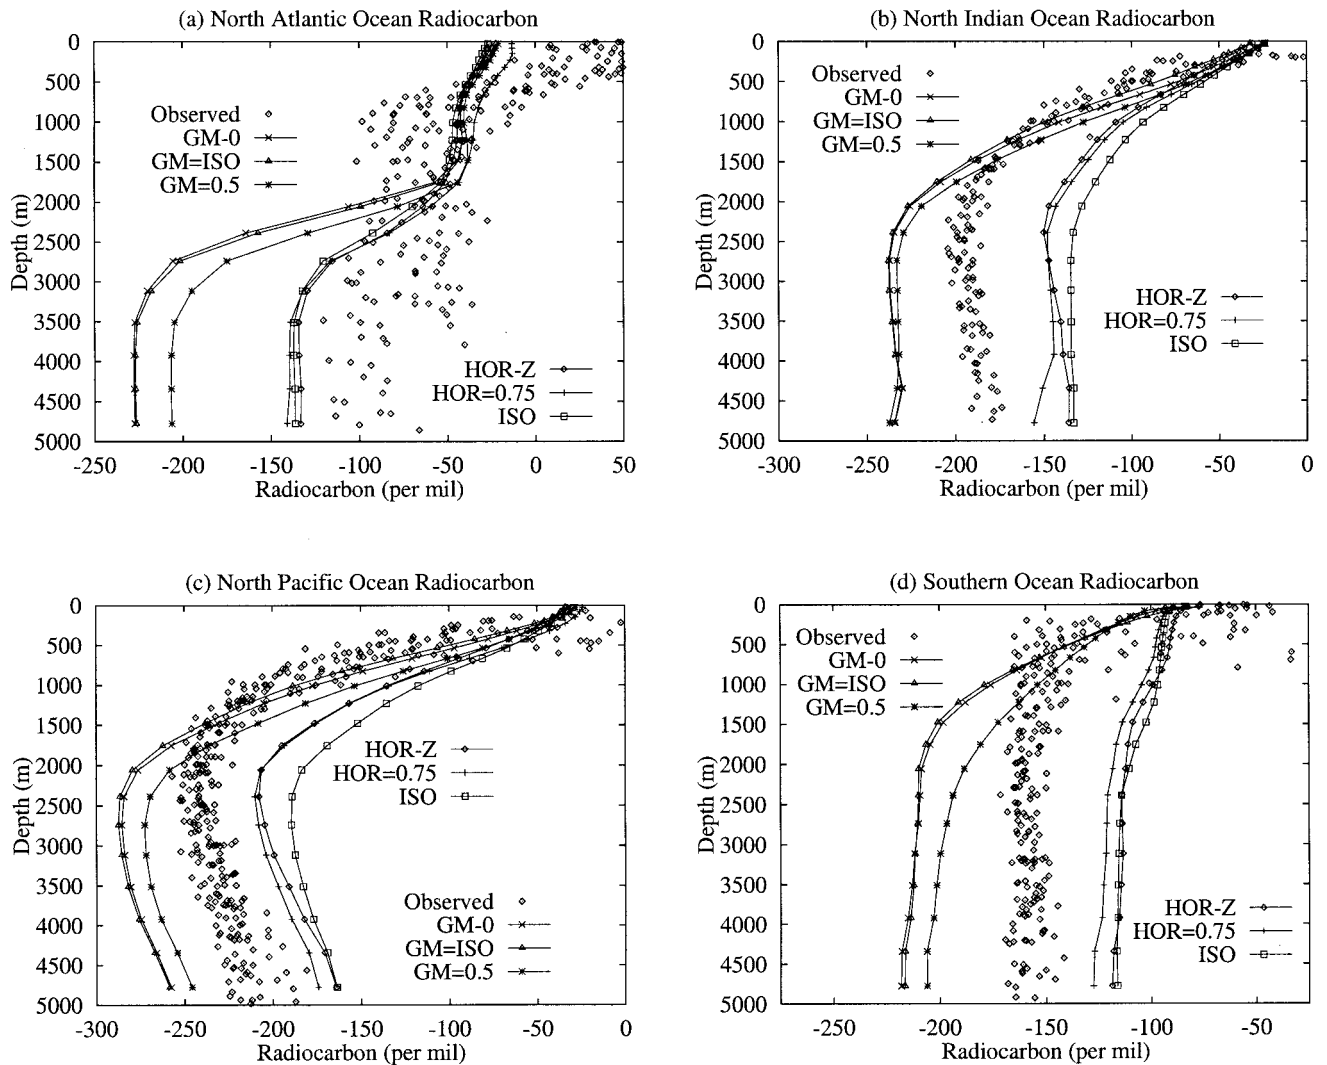 (a) North Atlantic Ocean Radiocarbon
0
500
1000
1500
2000
2500
3000
3500
4000
4500
5000
Depth (m)
Observed
GM-0
GM=ISO
GM=0.5
HOR-Z
HOR=0.75
ISO
-250 -200 -150 -100 -50 0 50
Radiocarbon (per mil)
(b) North Indian Ocean Radiocarbon
0
500
1000
1500
2000
2500
3000
3500
4000
4500
5000
Depth (m)
Observed
GM-0
GM=ISO
GM=0.5
HOR-Z
HOR=0.75
ISO
-300 -250 -200 -150 -100 -50 0
Radiocarbon (per mil)
(c) North Pacific Ocean Radiocarbon
0
500
1000
1500
2000
2500
3000
3500
4000
4500
5000
Depth (m)
HOR-Z
HOR=0.75
ISO
Observed
GM-0
GM=ISO
GM=0.5
-300 -250 -200 -150 -100 -50 0
Radiocarbon (per mil)
(d) Southern Ocean Radiocarbon
0
500
1000
1500
2000
2500
3000
3500
4000
4500
5000
Depth (m)
Observed
GM-0
GM=ISO
GM=0.5
HOR-Z
HOR=0.75
ISO
-250 -200 -150 -100 -50
Radiocarbon (per mil)